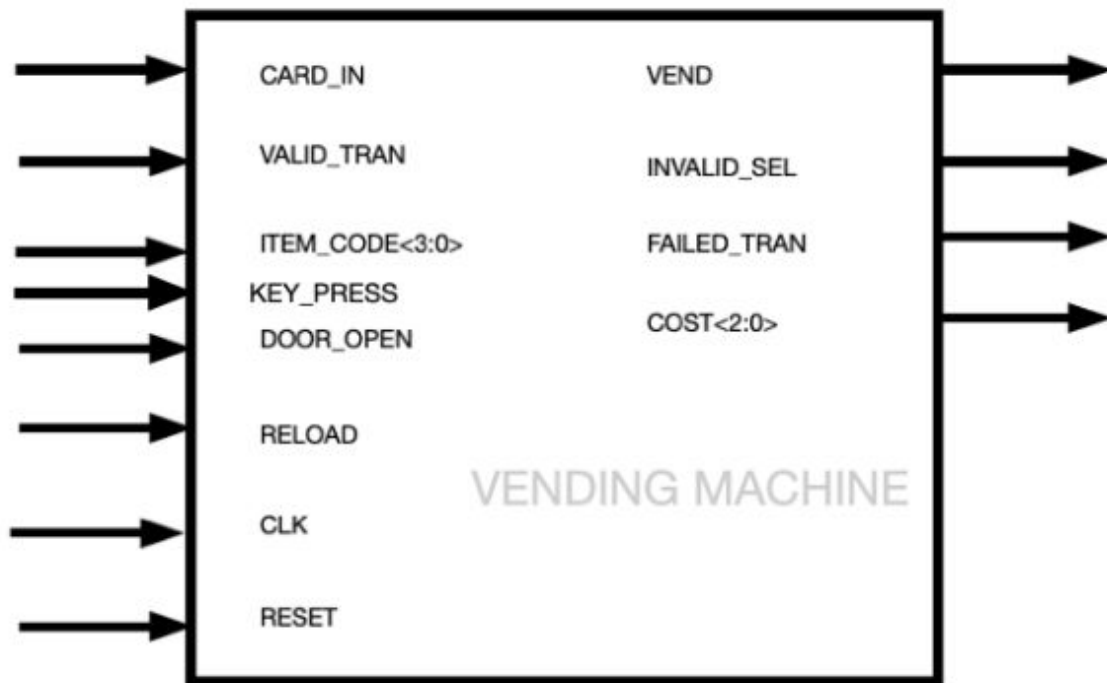 CARD_IN
VALID_TRAN
ITEM_CODE<3:0>
KEY_PRESS
DOOR_OPEN
RELOAD
CLK
RESET
VEND
INVALID_SEL
FAILED_TRAN
COST<2:0>
VENDING MACHINE